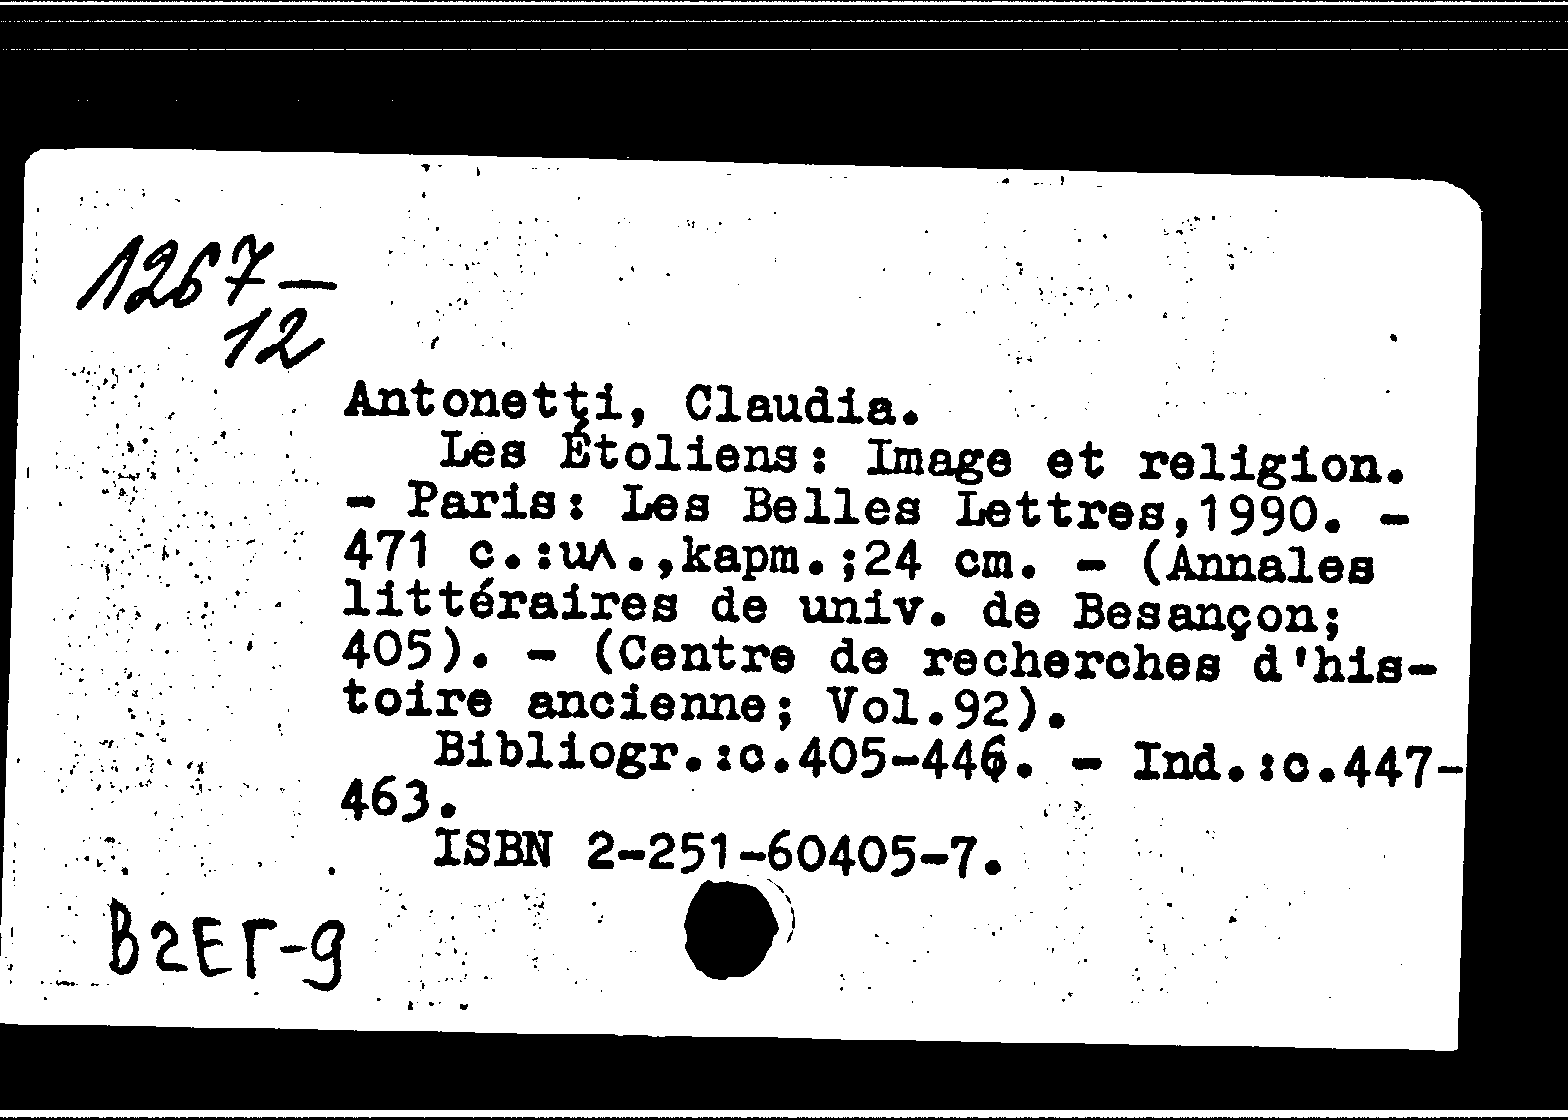 1267-
12
Antonetti, Claudia.
Les Étoliens: Image et religion.
- Paris: Les Belles Lettres,1990. -
471 c.:uл.,kapm.;24 cm. - (Annales
littéraires de univ. de Besançon;
405). - (Centre de recherches d'his-
toire ancienne; Vol.92).
Bibliogr.:c.405-446. - Ind.:c.447-
463.
ISBN 2-251-60405-7.
B2EГ-g